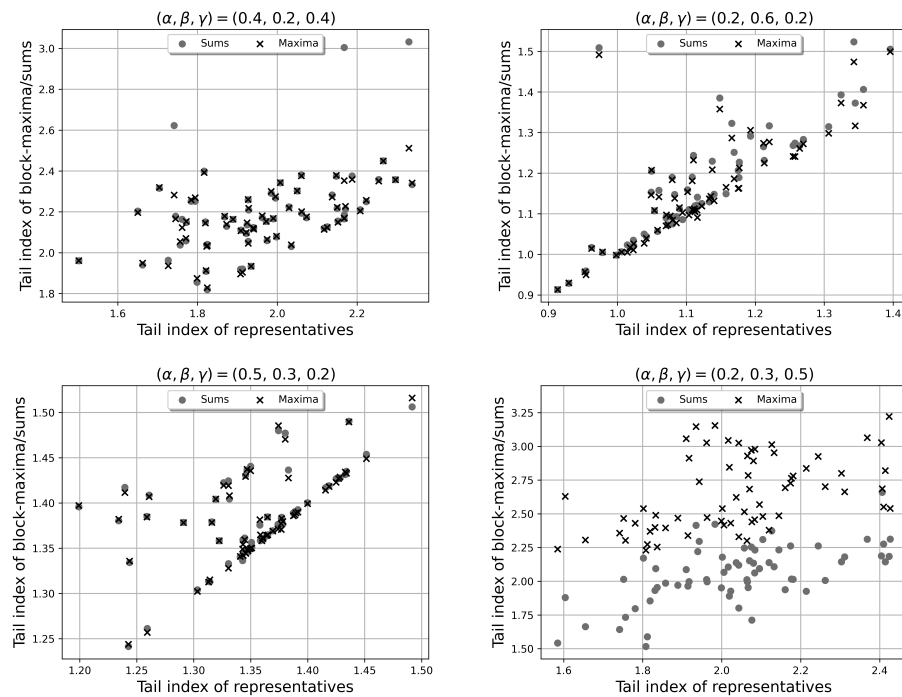 (α, β, γ) = (0.4, 0.2, 0.4)
Sums Maxima
Tail index of block-maxima/sums
3.0
2.8
2.6
2.4
2.2
2.0
1.8
1.6 1.8 2.0 2.2
Tail index of representatives
(α, β, γ) = (0.2, 0.6, 0.2)
Sums Maxima
Tail index of block-maxima/sums
1.5
1.4
1.3
1.2
1.1
1.0
0.9
0.9 1.0 1.1 1.2 1.3 1.4
Tail index of representatives
(α, β, γ) = (0.5, 0.3, 0.2)
Sums Maxima
Tail index of block-maxima/sums
1.50
1.45
1.40
1.35
1.30
1.25
1.20 1.25 1.30 1.35 1.40 1.45 1.50
Tail index of representatives
(α, β, γ) = (0.2, 0.3, 0.5)
Sums Maxima
Tail index of block-maxima/sums
3.25
3.00
2.75
2.50
2.25
2.00
1.75
1.50
1.6 1.8 2.0 2.2 2.4
Tail index of representatives